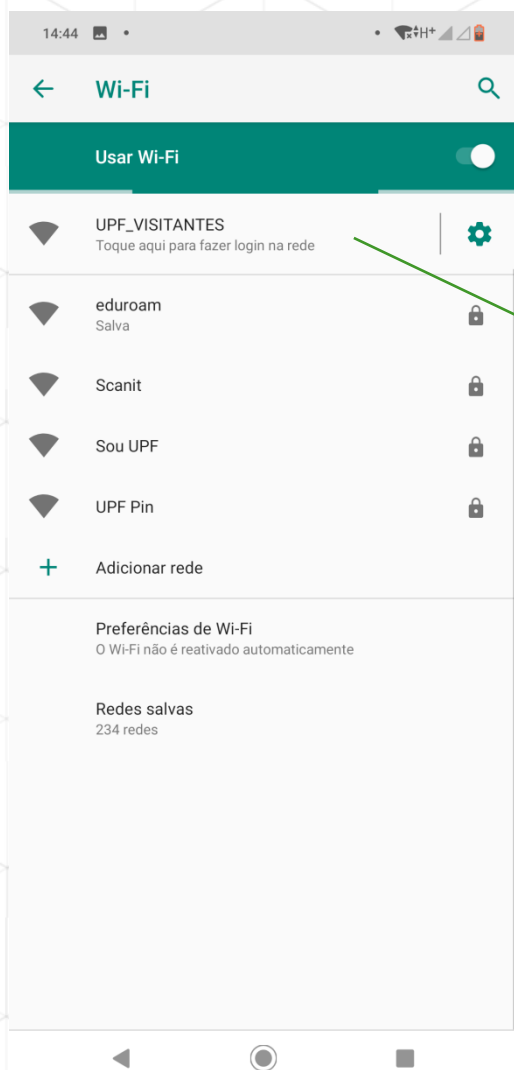 14:44
H+
Wi-Fi
Usar Wi-Fi
UPF_VISITANTES
Toque aqui para fazer login na rede
eduroam
Salva
Scanit
Sou UPF
UPF Pin
Adicionar rede
Preferências de Wi-Fi
O Wi-Fi não é reativado automaticamente
Redes salvas
234 redes